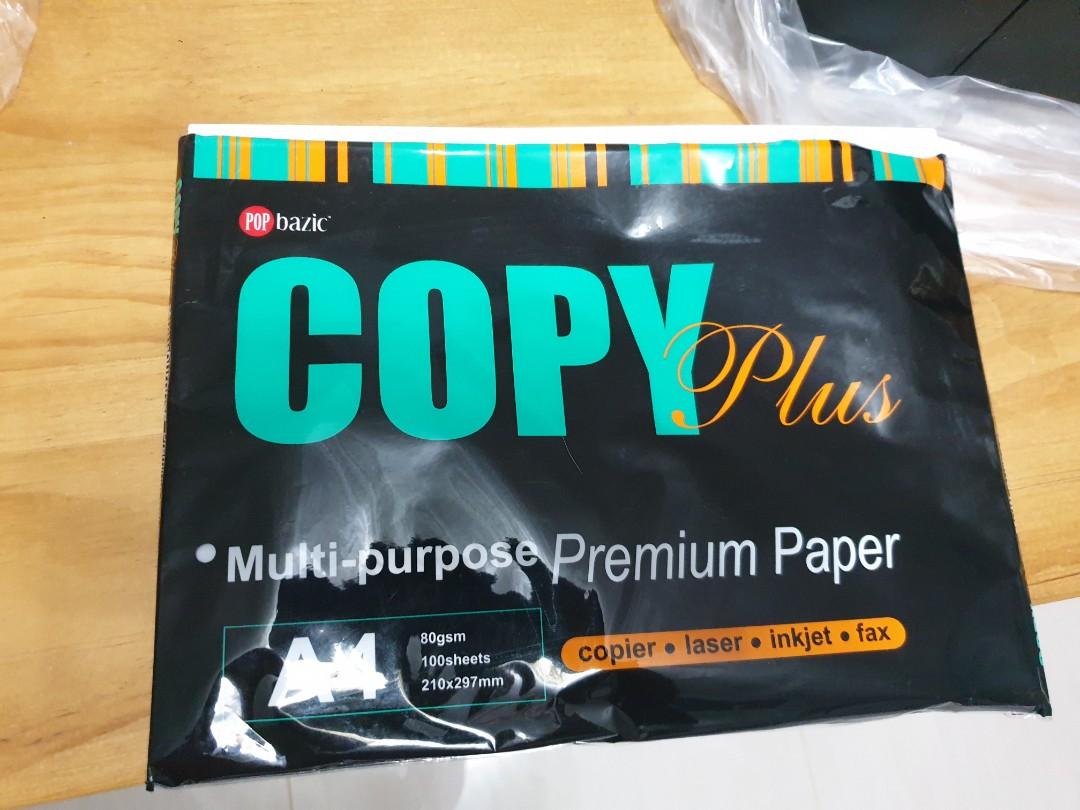 POP bazic
COPY Plus
• Multi-purpose Premium Paper
A4
80gsm
100sheets
210x297mm
copier • laser • inkjet • fax